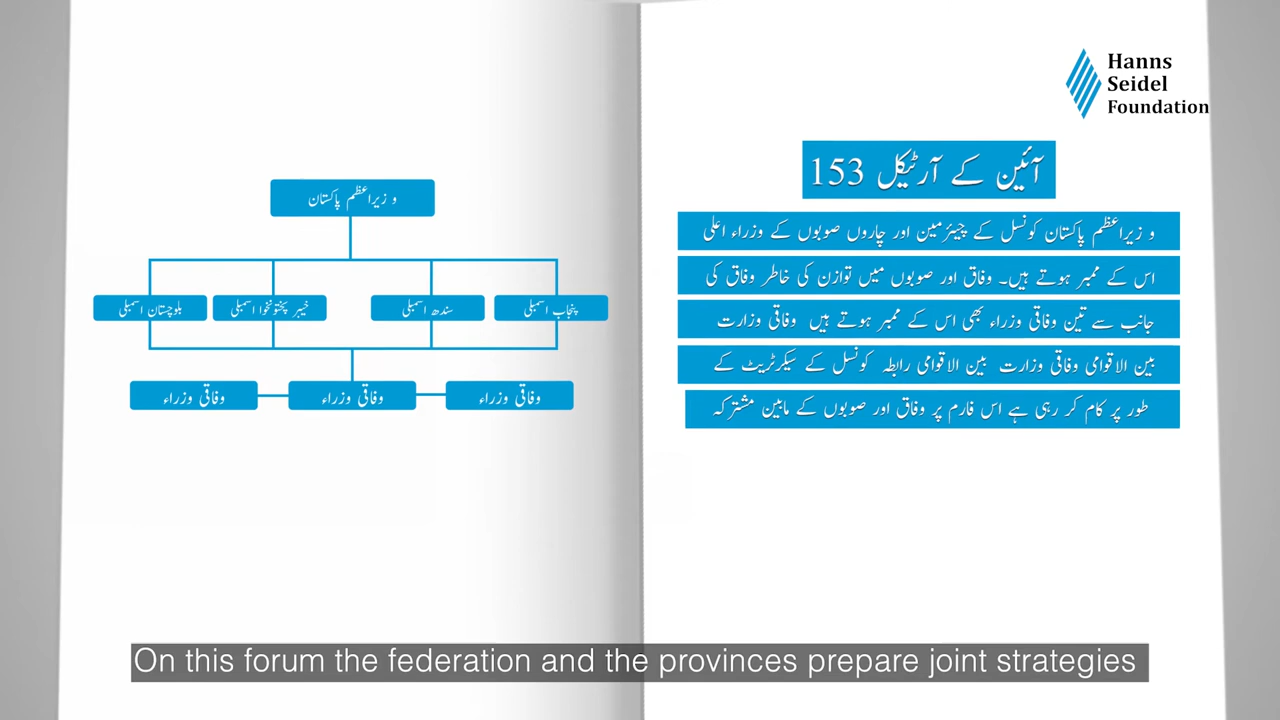 Hanns
Seidel
Foundation
آئین کے آرٹیکل 153
و زیراعظم پاکستان کونسل کے چیئرمین اور چاروں صوبوں کے وزراء اعلی
اس کے ممبر ہوتے ہیں۔ وفاق اور صوبوں میں توازن کی خاطر وفاق کی
جانب سے تین وفاقی وزراء بھی اس کے ممبر ہوتے ہیں وفاقی وزارت
بین الاقوامی وفاقی وزارت بین الاقوامی رابطہ کونسل کے سیکرٹریٹ کے
طور پر کام کر رہی ہے اس فارم پر وفاق اور صوبوں کے مابین مشترکہ
و زیراعظم پاکستان
پنجاب اسمبلی
سندھ اسمبلی
خیبر پختونخوا اسمبلی
بلوچستان اسمبلی
وفاقی وزراء
وفاقی وزراء
وفاقی وزراء
On this forum the federation and the provinces prepare joint strategies